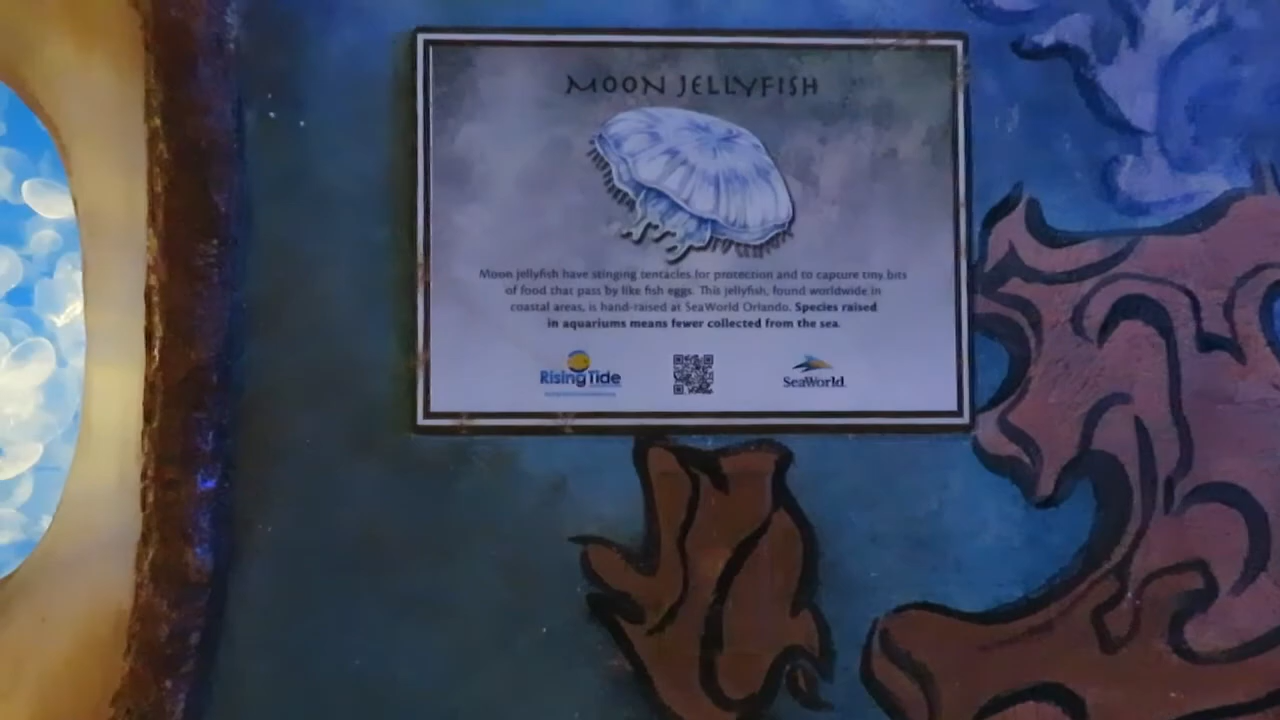 MOON JELLYFISH
Moon jellyfish have stinging tentacles for protection and to capture tiny bits
of food that pass by like fish eggs. This jellyfish, found worldwide in
coastal areas, is hand-raised at SeaWorld Orlando. Species raised
in aquariums means fewer collected from the sea.
Rising Tide
SeaWorld